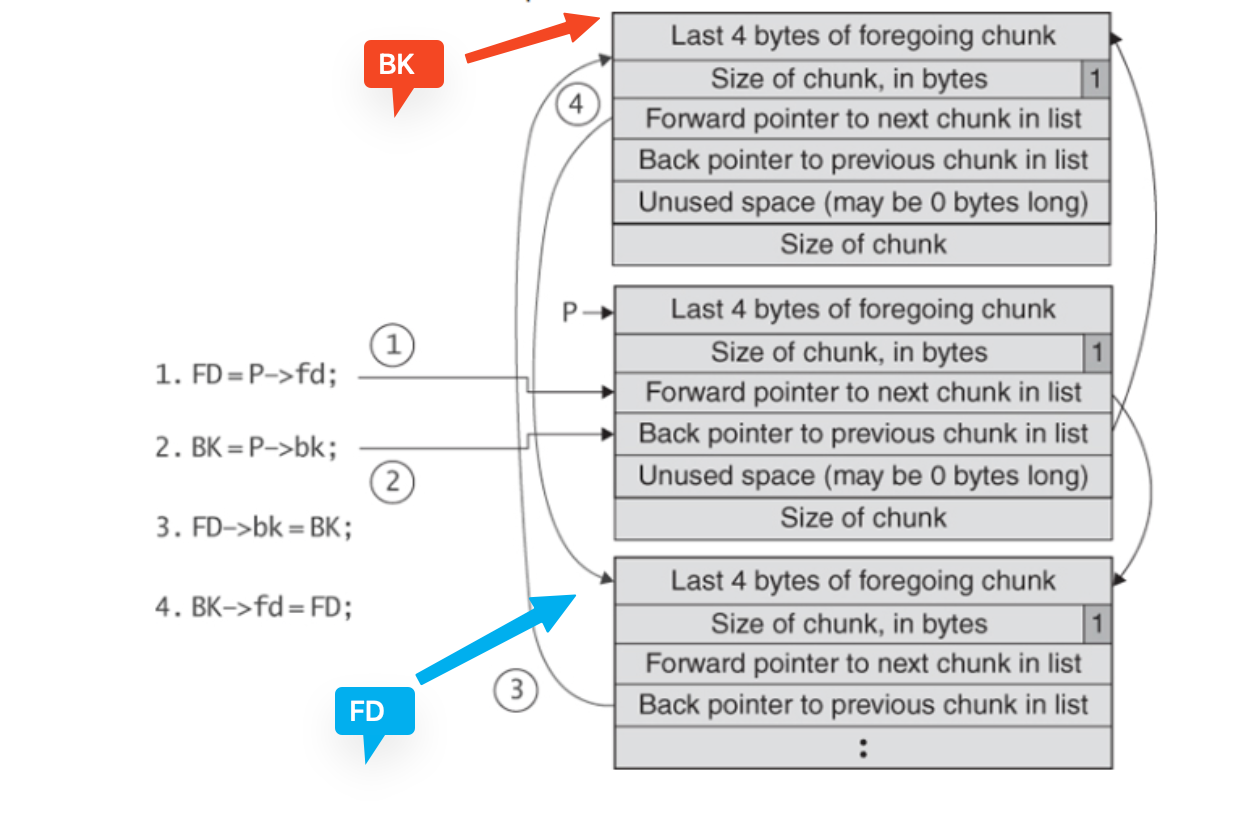 BK
Last 4 bytes of foregoing chunk
Size of chunk, in bytes 1
4
Forward pointer to next chunk in list
Back pointer to previous chunk in list
Unused space (may be 0 bytes long)
Size of chunk
P
Last 4 bytes of foregoing chunk
Size of chunk, in bytes 1
Forward pointer to next chunk in list
Back pointer to previous chunk in list
Unused space (may be 0 bytes long)
Size of chunk
1
1. FD=P->fd;
2. BK=P->bk;
2
3. FD->bk=BK;
4. BK->fd=FD;
Last 4 bytes of foregoing chunk
Size of chunk, in bytes 1
Forward pointer to next chunk in list
Back pointer to previous chunk in list
:
3
FD